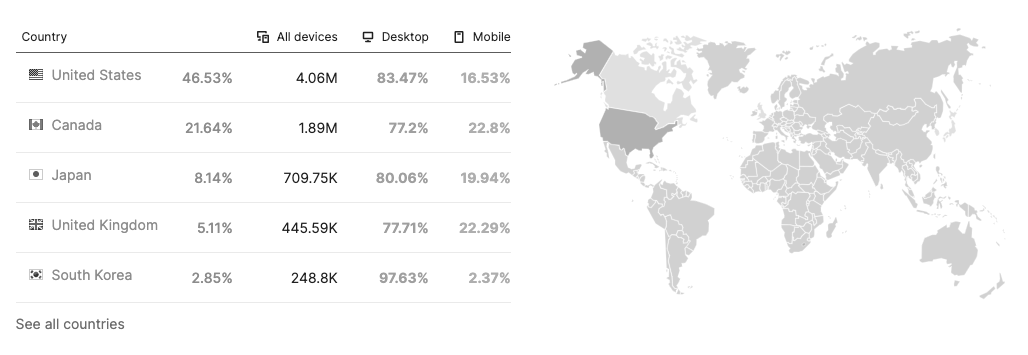 Country All devices Desktop Mobile
United States 46.53% 4.06M 83.47% 16.53%
Canada 21.64% 1.89M 77.2% 22.8%
Japan 8.14% 709.75K 80.06% 19.94%
United Kingdom 5.11% 445.59K 77.71% 22.29%
South Korea 2.85% 248.8K 97.63% 2.37%
See all countries